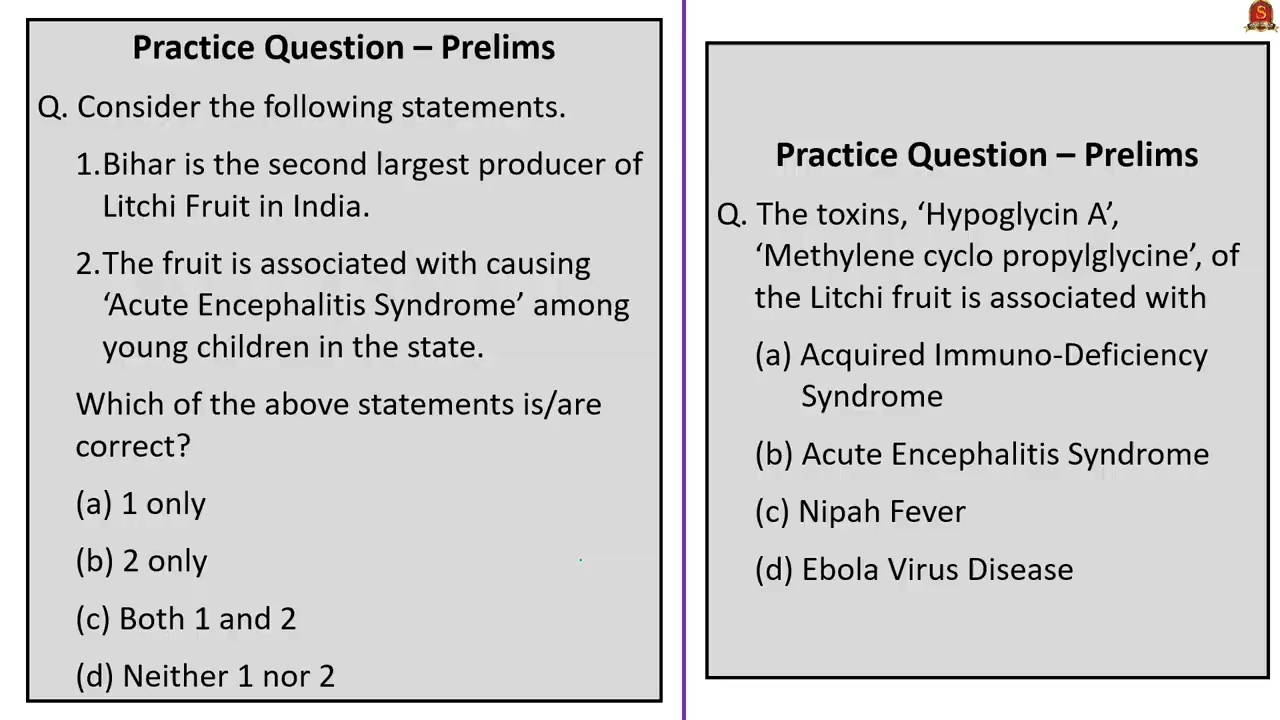 Practice Question – Prelims
Q. Consider the following statements.
1.Bihar is the second largest producer of
Litchi Fruit in India.
2.The fruit is associated with causing
‘Acute Encephalitis Syndrome’ among
young children in the state.
Which of the above statements is/are
correct?
(a) 1 only
(b) 2 only
(c) Both 1 and 2
(d) Neither 1 nor 2
S
Practice Question – Prelims
Q. The toxins, ‘Hypoglycin A’,
‘Methylene cyclo propylglycine’, of
the Litchi fruit is associated with
(a) Acquired Immuno-Deficiency
Syndrome
(b) Acute Encephalitis Syndrome
(c) Nipah Fever
(d) Ebola Virus Disease